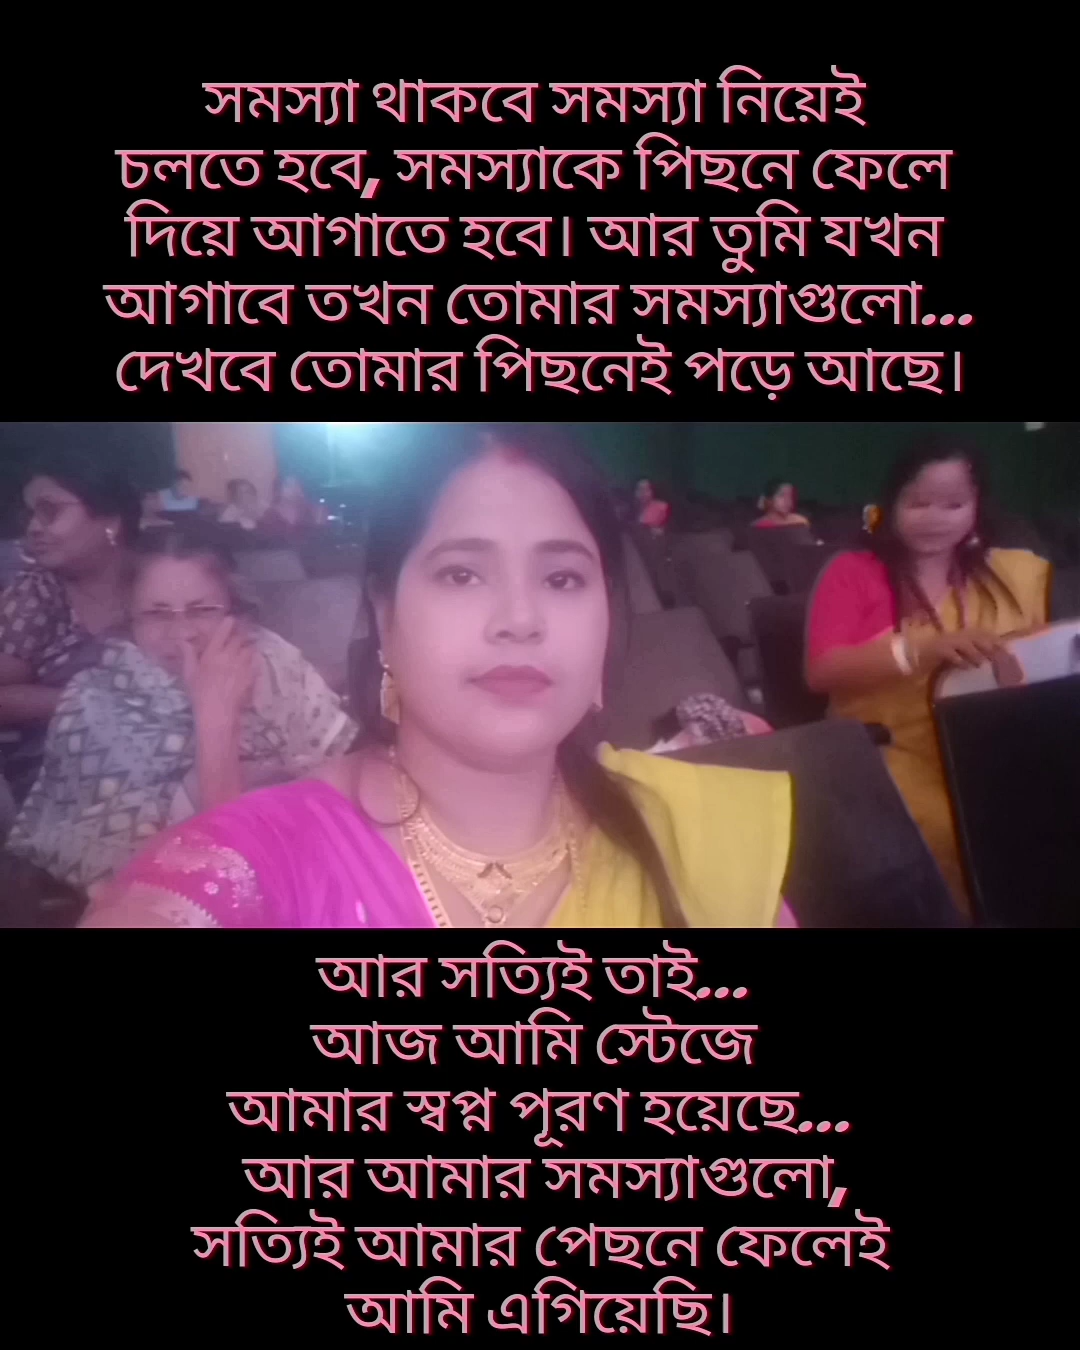 সমস্যা থাকবে সমস্যা নিয়েই
চলতে হবে, সমস্যাকে পিছনে ফেলে
দিয়ে আগাতে হবে। আর তুমি যখন
আগাবে তখন তোমার সমস্যাগুলো...
দেখবে তোমার পিছনেই পড়ে আছে।
আর সত্যিই তাই...
আজ আমি স্টেজে
আমার স্বপ্ন পূরণ হয়েছে...
আর আমার সমস্যাগুলো,
সত্যিই আমার পেছনে ফেলেই
আমি এগিয়েছি।